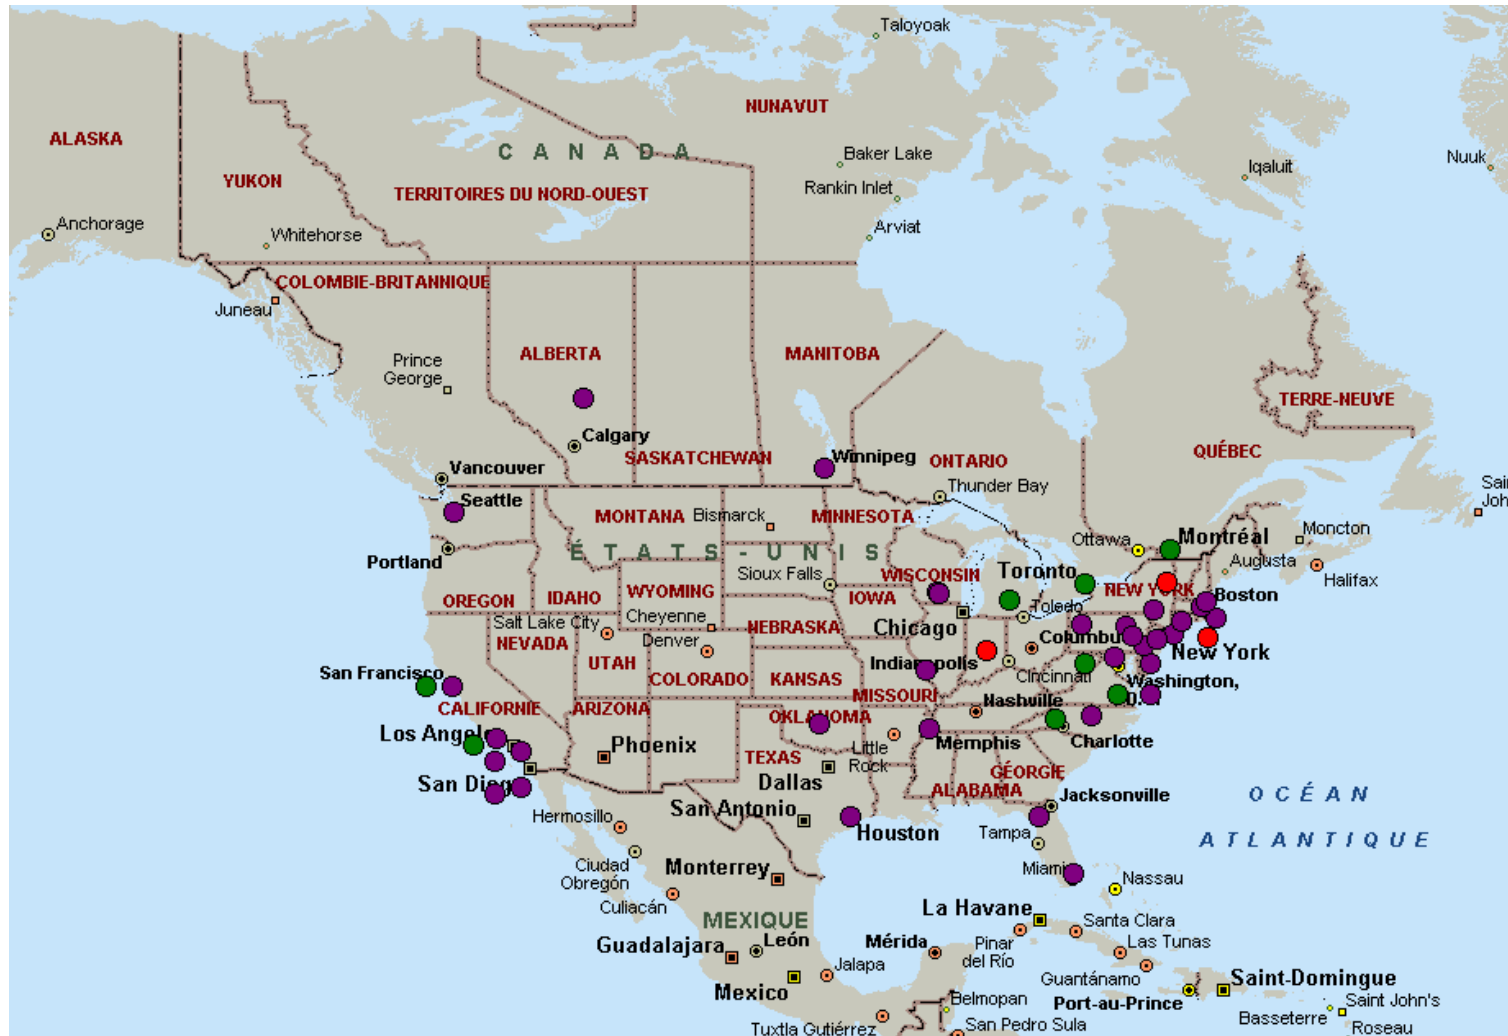 Taloyoak
NUNAVUT
ALASKA
CANADA
Baker Lake
Iqaluit
Nuuk
YUKON
TERRITOIRES DU NORD-OUEST
Rankin Inlet
Anchorage
Whitehorse
Arviat
COLOMBIE-BRITANNIQUE
Juneau
ALBERTA
MANITOBA
Prince
George
TERRE-NEUVE
Calgary
SASKATCHEWAN
Winnipeg
ONTARIO
QUÉBEC
Vancouver
Thunder Bay
Seattle
MONTANA
Bismarck
MINNESOTA
Moncton
Portland
ÉTATS-UNIS
Ottawa
Montréal
Augusta
Halifax
Sioux Falls
WISCONSIN
Toronto
WYOMING
NEW YORK
OREGON
IDAHO
IOWA
Boston
Salt Lake City
Cheyenne
Toledo
NEBRASKA
Chicago
NEVADA
Denver
Columbu
New York
UTAH
San Francisco
COLORADO
KANSAS
Cincinnati
Washington,
MISSOURI
CALIFORNIE
ARIZONA
Nashville
OKLAHOMA
Los Angel
Phoenix
Little
Rock
Memphis
Charlotte
TEXAS
Dallas
GÉORGIE
San Dieg
ALABAMA
San Antonio
Jacksonville
OCÉAN
ATLANTIQUE
Hermosillo
Houston
Tampa
Ciudad
Obregón
Monterrey
Miami
Nassau
Culiacán
La Havane
MEXIQUE
Santa Clara
Guadalajara
León
Mérida
Pinar
del Río
Las Tunas
Jalapa
Guantánamo
Saint-Domingue
Mexico
Port-au-Prince
Belmopan
Saint John's
Basseterre
Roseau
Tuxtla Gutiérrez
San Pedro Sula